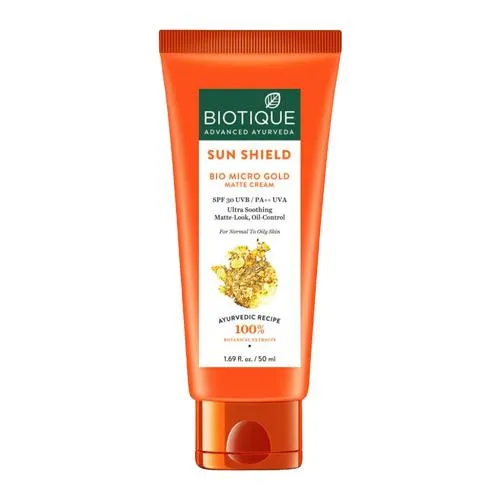 BIOTIQUE
ADVANCED AYURVEDA
SUN SHIELD
BIO MICRO GOLD
MATTE CREAM
SPF 30 UVB / PA++ UVA
Ultra Soothing
Matte-Look, Oil-Control
For Normal To Oily Skin
AYURVEDIC RECIPE
100%
BOTANICAL EXTRACTS
1.69 fl. oz. / 50 ml